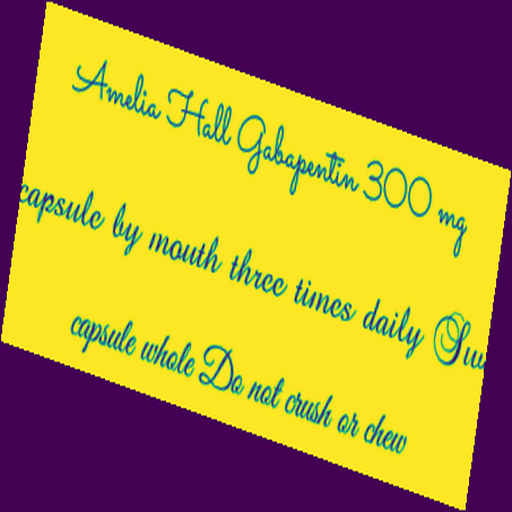 Amelia Hall Gabapentin 300 mg
capsule by mouth three times daily
capsule whole Do not crush or chew